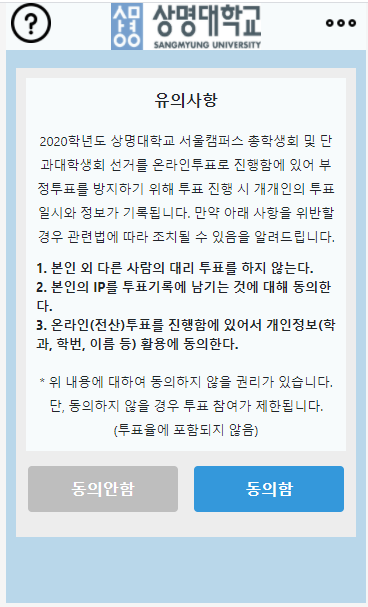 ?
상명
상명대학교
SANGMYUNG UNIVERSITY
유의사항
2020학년도 상명대학교 서울캠퍼스 총학생회 및 단
과대학생회 선거를 온라인투표로 진행함에 있어 부
정투표를 방지하기 위해 투표 진행 시 개개인의 투표
일시와 정보가 기록됩니다. 만약 아래 사항을 위반할
경우 관련법에 따라 조치될 수 있음을 알려드립니다.
1. 본인 외 다른 사람의 대리 투표를 하지 않는다.
2. 본인의 IP를 투표기록에 남기는 것에 대해 동의한
다.
3. 온라인(전산)투표를 진행함에 있어서 개인정보(학
과, 학번, 이름 등) 활용에 동의한다.
* 위 내용에 대하여 동의하지 않을 권리가 있습니다.
단, 동의하지 않을 경우 투표 참여가 제한됩니다.
(투표율에 포함되지 않음)
동의안함
동의함